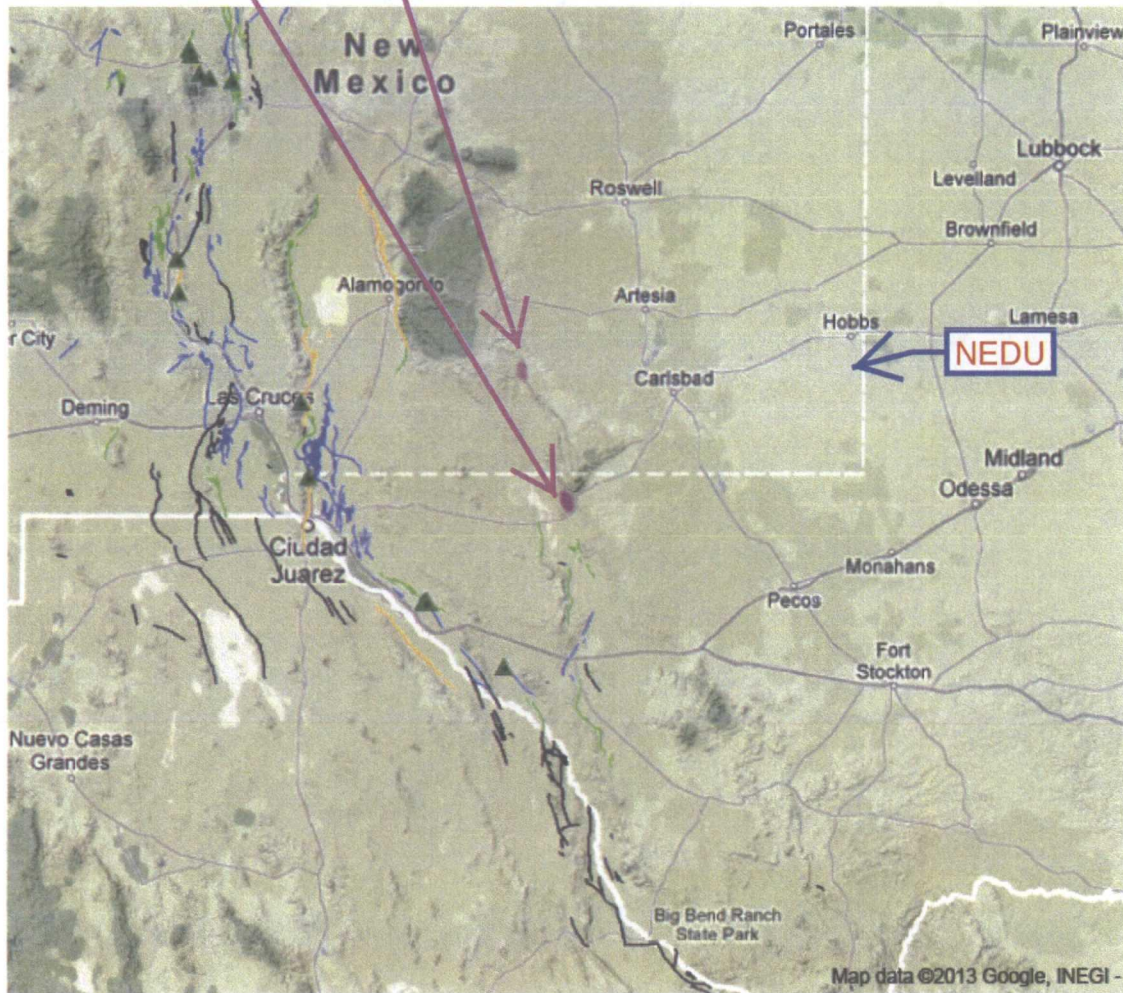 New
Mexico
Portales
Plainview
Lubbock
Levelland
Roswell
Brownfield
Alamogordo
Artesia
Hobbs
Lamesa
er City
NEDU
Carlsbad
Deming
Las Cruces
Midland
Odessa
Ciudad
Juarez
Monahans
Pecos
Fort
Stockton
Nuevo Casas
Grandes
Big Bend Ranch
State Park
Map data ©2013 Google, INEGI -